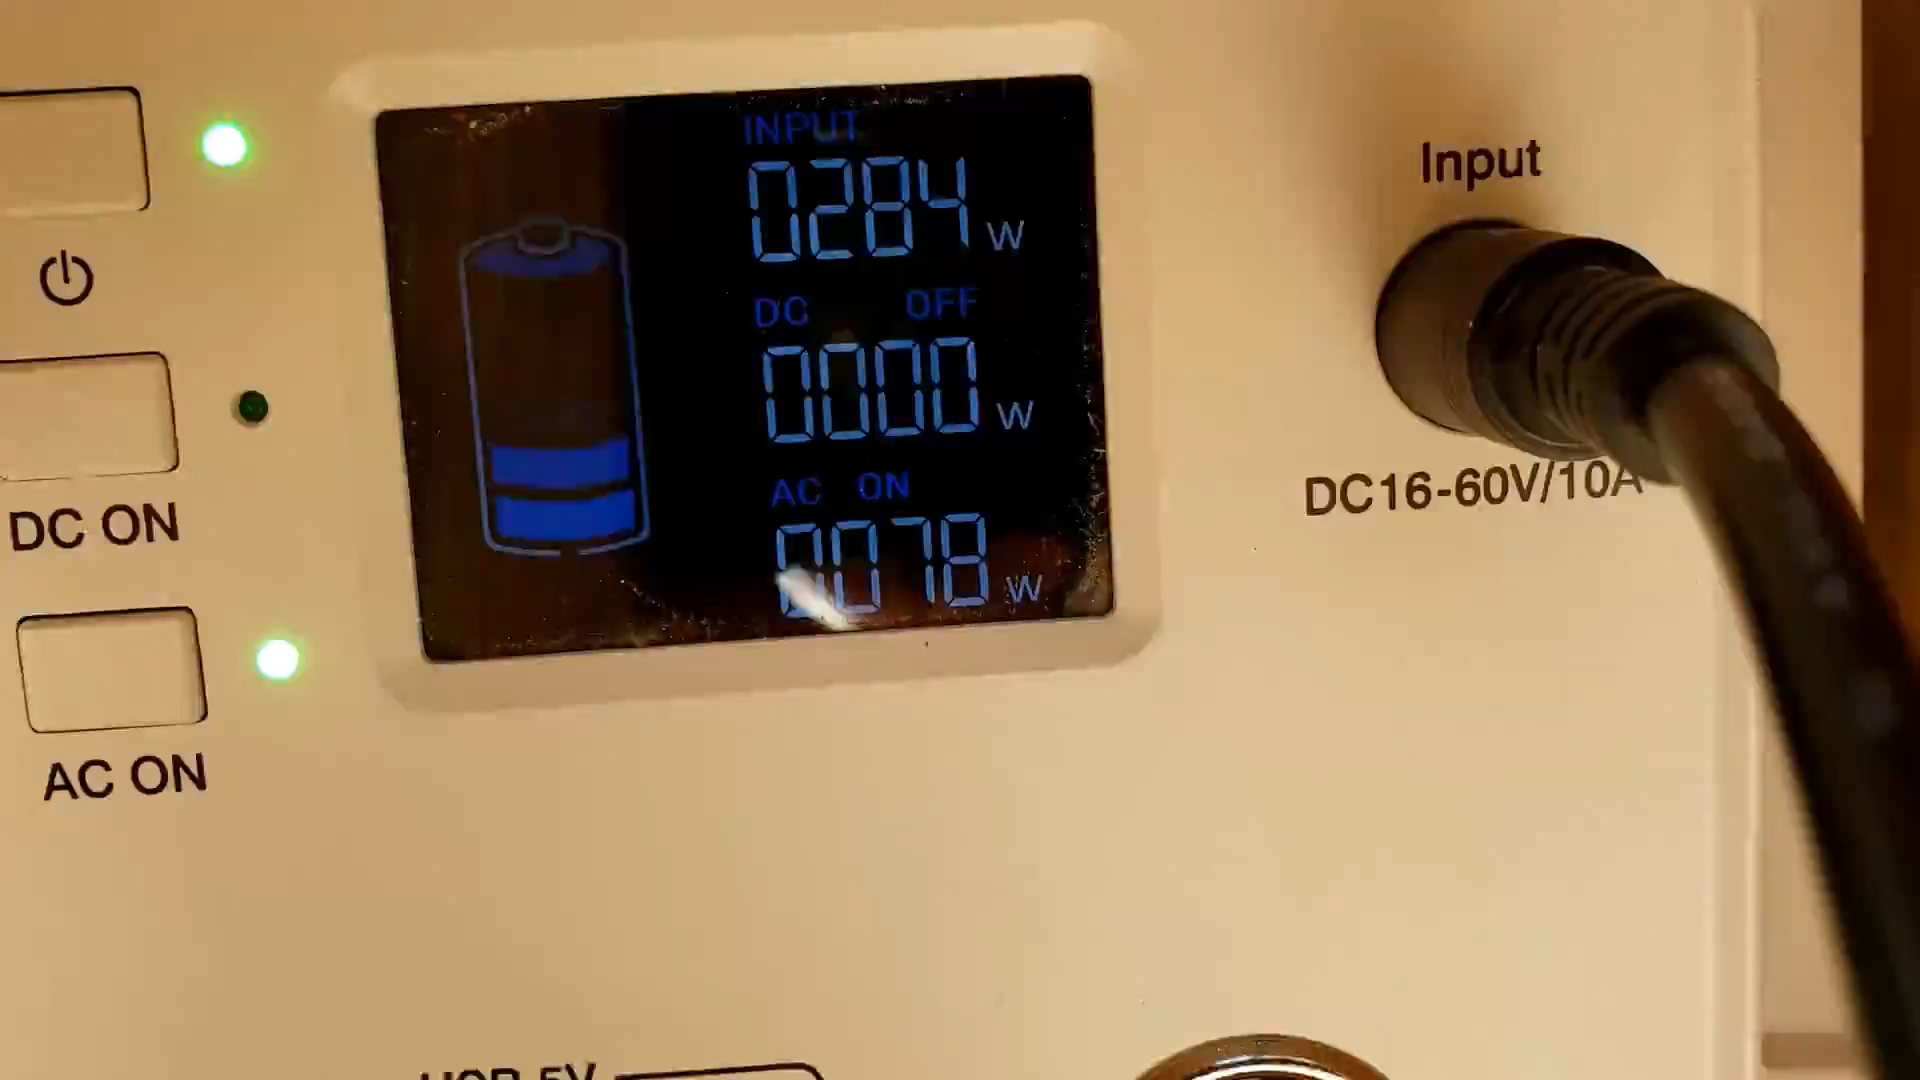 INPUT
0284 W
DC OFF
0000 W
AC ON
0078 W
Input
DC16-60V/10A
DC ON
AC ON